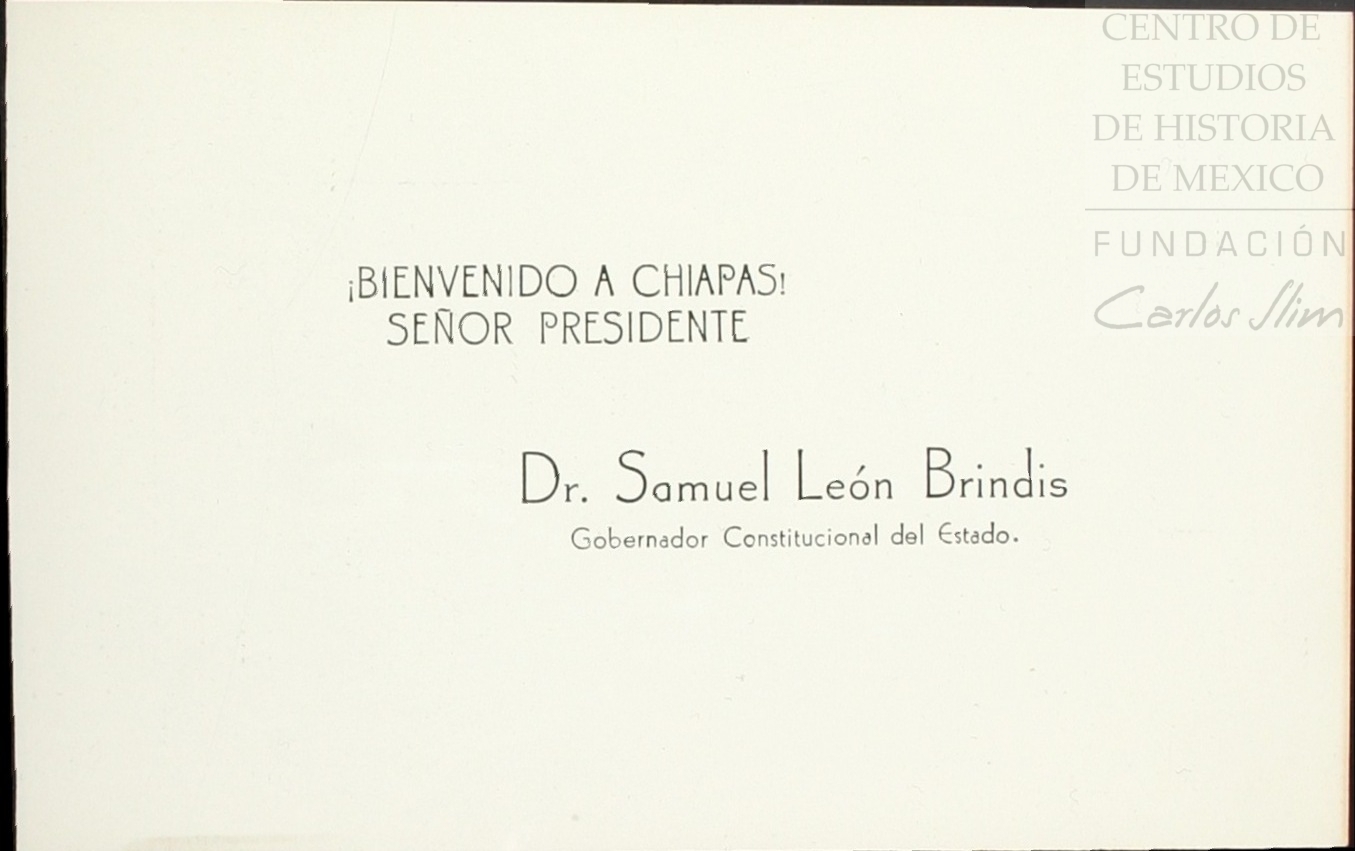 CENTRO DE
ESTUDIOS
DE HISTORIA
DE MEXICO
FUNDACIÓN
Carlos Slim
¡BIENVENIDO A CHIAPAS!
SEÑOR PRESIDENTE
Dr. Samuel León Brindis
Gobernador Constitucional del Estado.